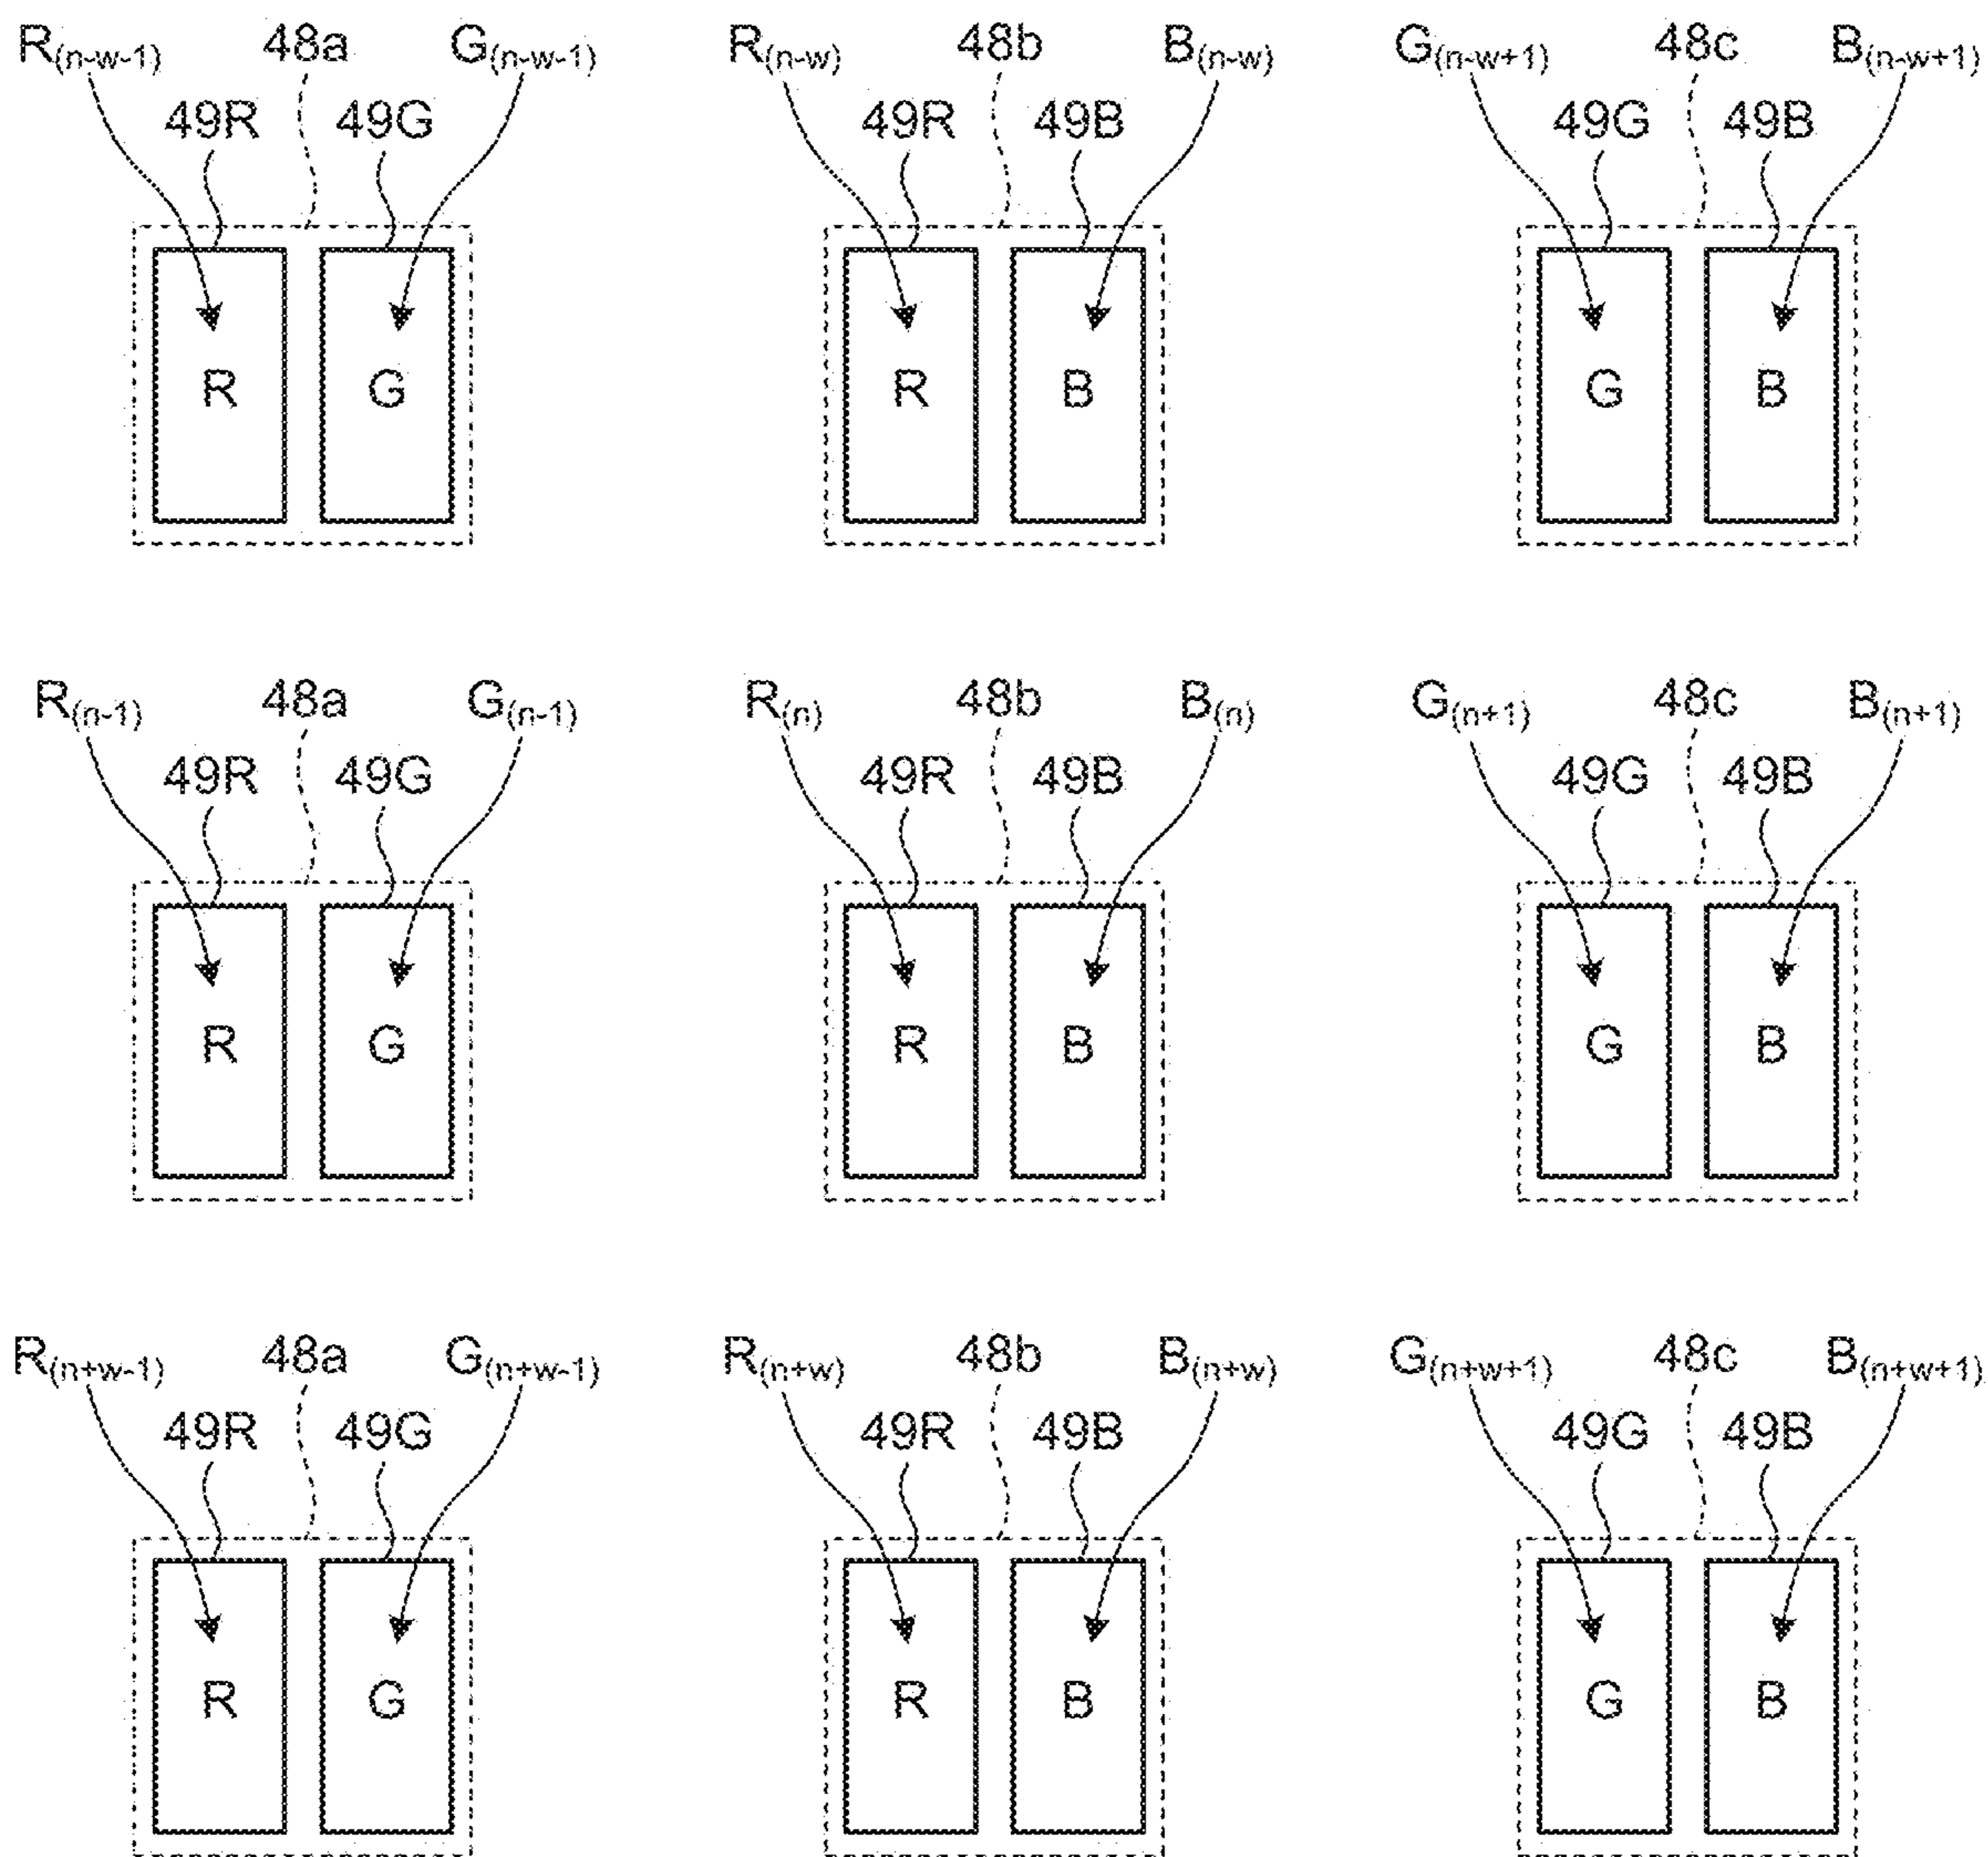 R(n-w-1) 48a G(n-w-1) R(n-w) 48b B(n-w) G(n-w+1) 48c B(n-w+1)
49R 49G 49R 49B 49G 49B
R G R B G B
R(n-1) 48a G(n-1) R(n) 48b B(n) G(n+1) 48c B(n+1)
49R 49G 49R 49B 49G 49B
R G R B G B
R(n+w-1) 48a G(n+w-1) R(n+w) 48b B(n+w) G(n+w+1) 48c B(n+w+1)
49R 49G 49R 49B 49G 49B
R G R B G B